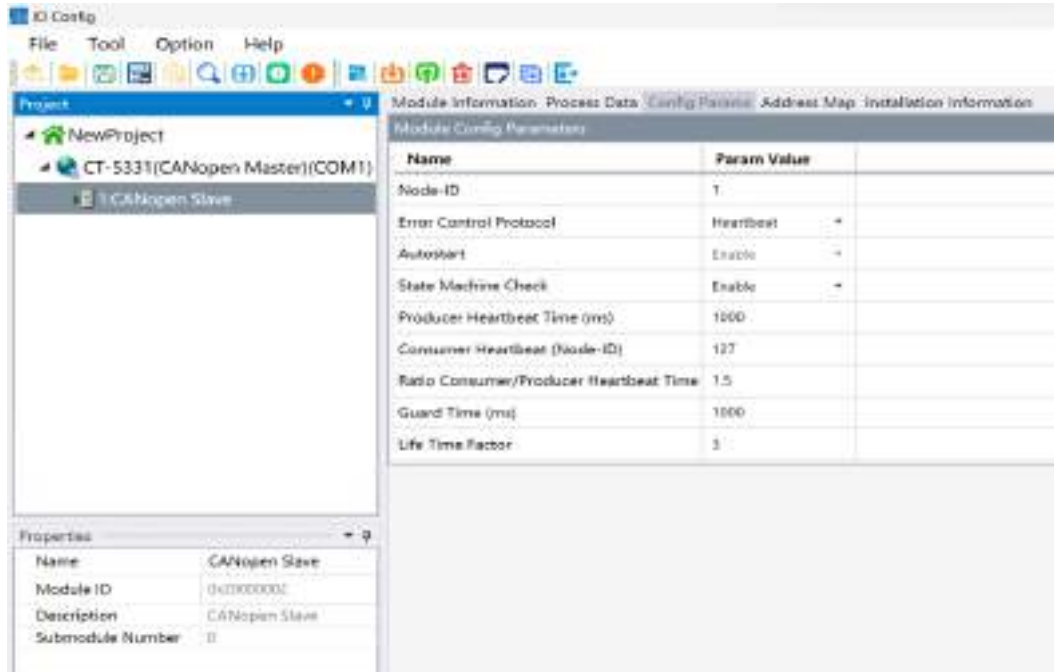 IO Config
File Tool Option Help
Project
NewProject
CT-5331(CANopen Master)(COM1)
1:CANopen Slave
Module Information Process Data Config Params Address Map Installation Information
Module Config Parameters
Name Param Value
Node-ID 1
Error Control Protocol Heartbeat
Autostart Enable
State Machine Check Enable
Producer Heartbeat Time (ms) 1000
Consumer Heartbeat (Node-ID) 127
Ratio Consumer/Producer Heartbeat Time 1.5
Guard Time (ms) 1000
Life Time Factor 3
Properties
Name CANopen Slave
Module ID
Description CANopen Slave
Submodule Number 0